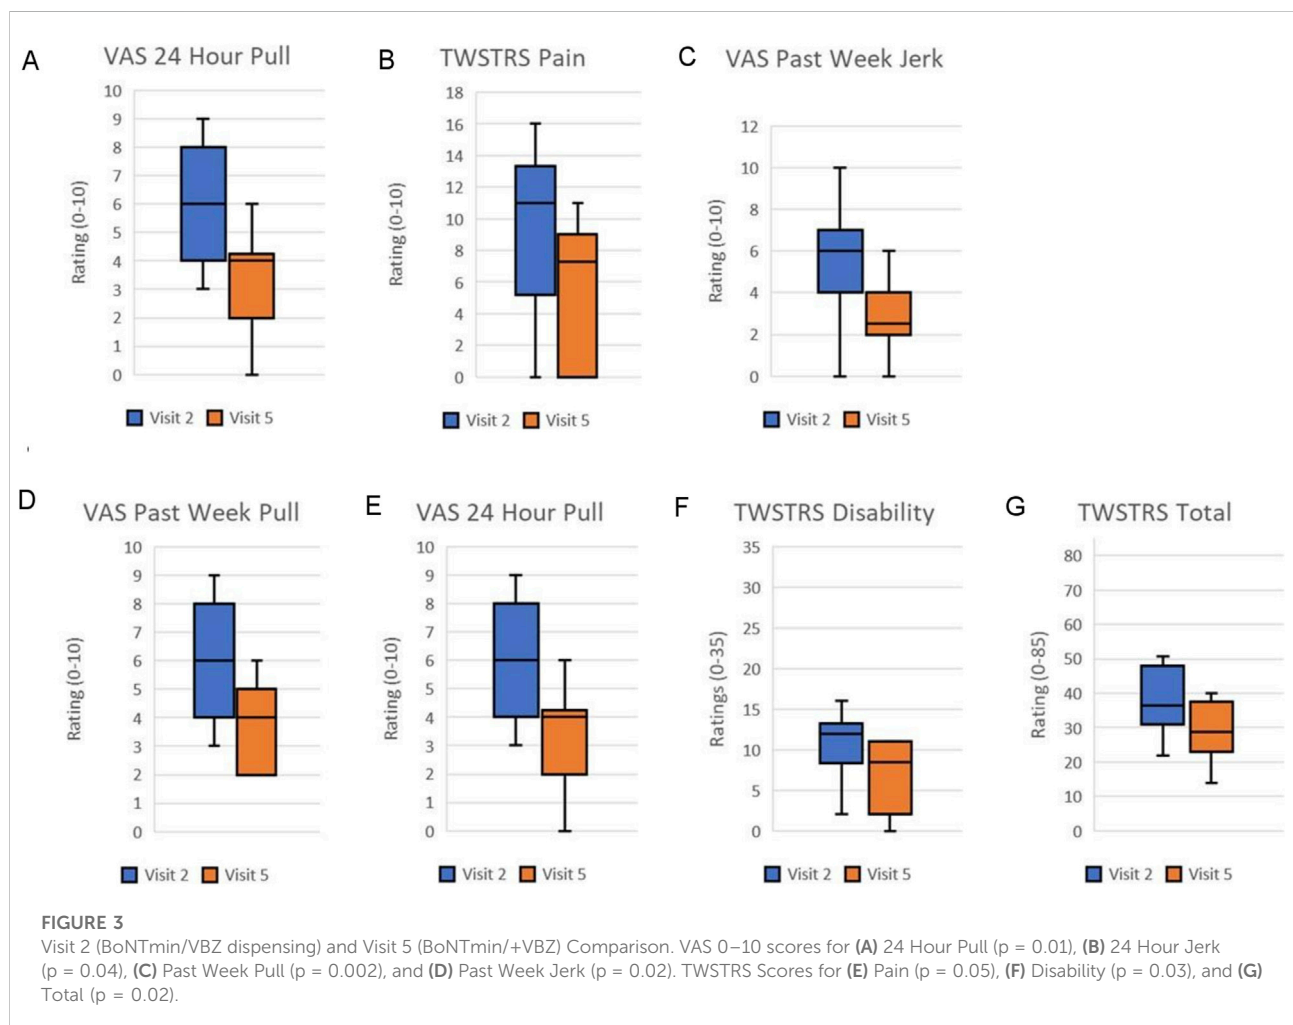 A
VAS 24 Hour Pull
Rating (0-10)
10
9
8
7
6
5
4
3
2
1
0
Visit 2 Visit 5
B
TWSTRS Pain
Rating (0-10)
18
16
14
12
10
8
6
4
2
0
Visit 2 Visit 5
C
VAS Past Week Jerk
Rating (0-10)
12
10
8
6
4
2
0
Visit 2 Visit 5
D
VAS Past Week Pull
Rating (0-10)
10
9
8
7
6
5
4
3
2
1
0
Visit 2 Visit 5
E
VAS 24 Hour Pull
Rating (0-10)
10
9
8
7
6
5
4
3
2
1
0
Visit 2 Visit 5
F
TWSTRS Disability
Ratings (0-35)
35
30
25
20
15
10
5
0
Visit 2 Visit 5
G
TWSTRS Total
Rating (0-85)
80
70
60
50
40
30
20
10
0
Visit 2 Visit 5
FIGURE 3
Visit 2 (BoNTmin/VBZ dispensing) and Visit 5 (BoNTmin/+VBZ) Comparison. VAS 0–10 scores for (A) 24 Hour Pull (p = 0.01), (B) 24 Hour Jerk
(p = 0.04), (C) Past Week Pull (p = 0.002), and (D) Past Week Jerk (p = 0.02). TWSTRS Scores for (E) Pain (p = 0.05), (F) Disability (p = 0.03), and (G)
Total (p = 0.02).